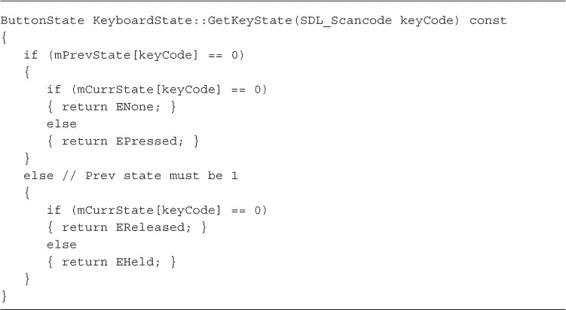 ButtonState KeyboardState::GetKeyState(SDL_Scancode keyCode) const
{
   if (mPrevState[keyCode] == 0)
   {
      if (mCurrState[keyCode] == 0)
      { return ENone; }
      else
      { return EPressed; }
   }
   else // Prev state must be 1
   {
      if (mCurrState[keyCode] == 0)
      { return EReleased; }
      else
      { return EHeld; }
   }
}